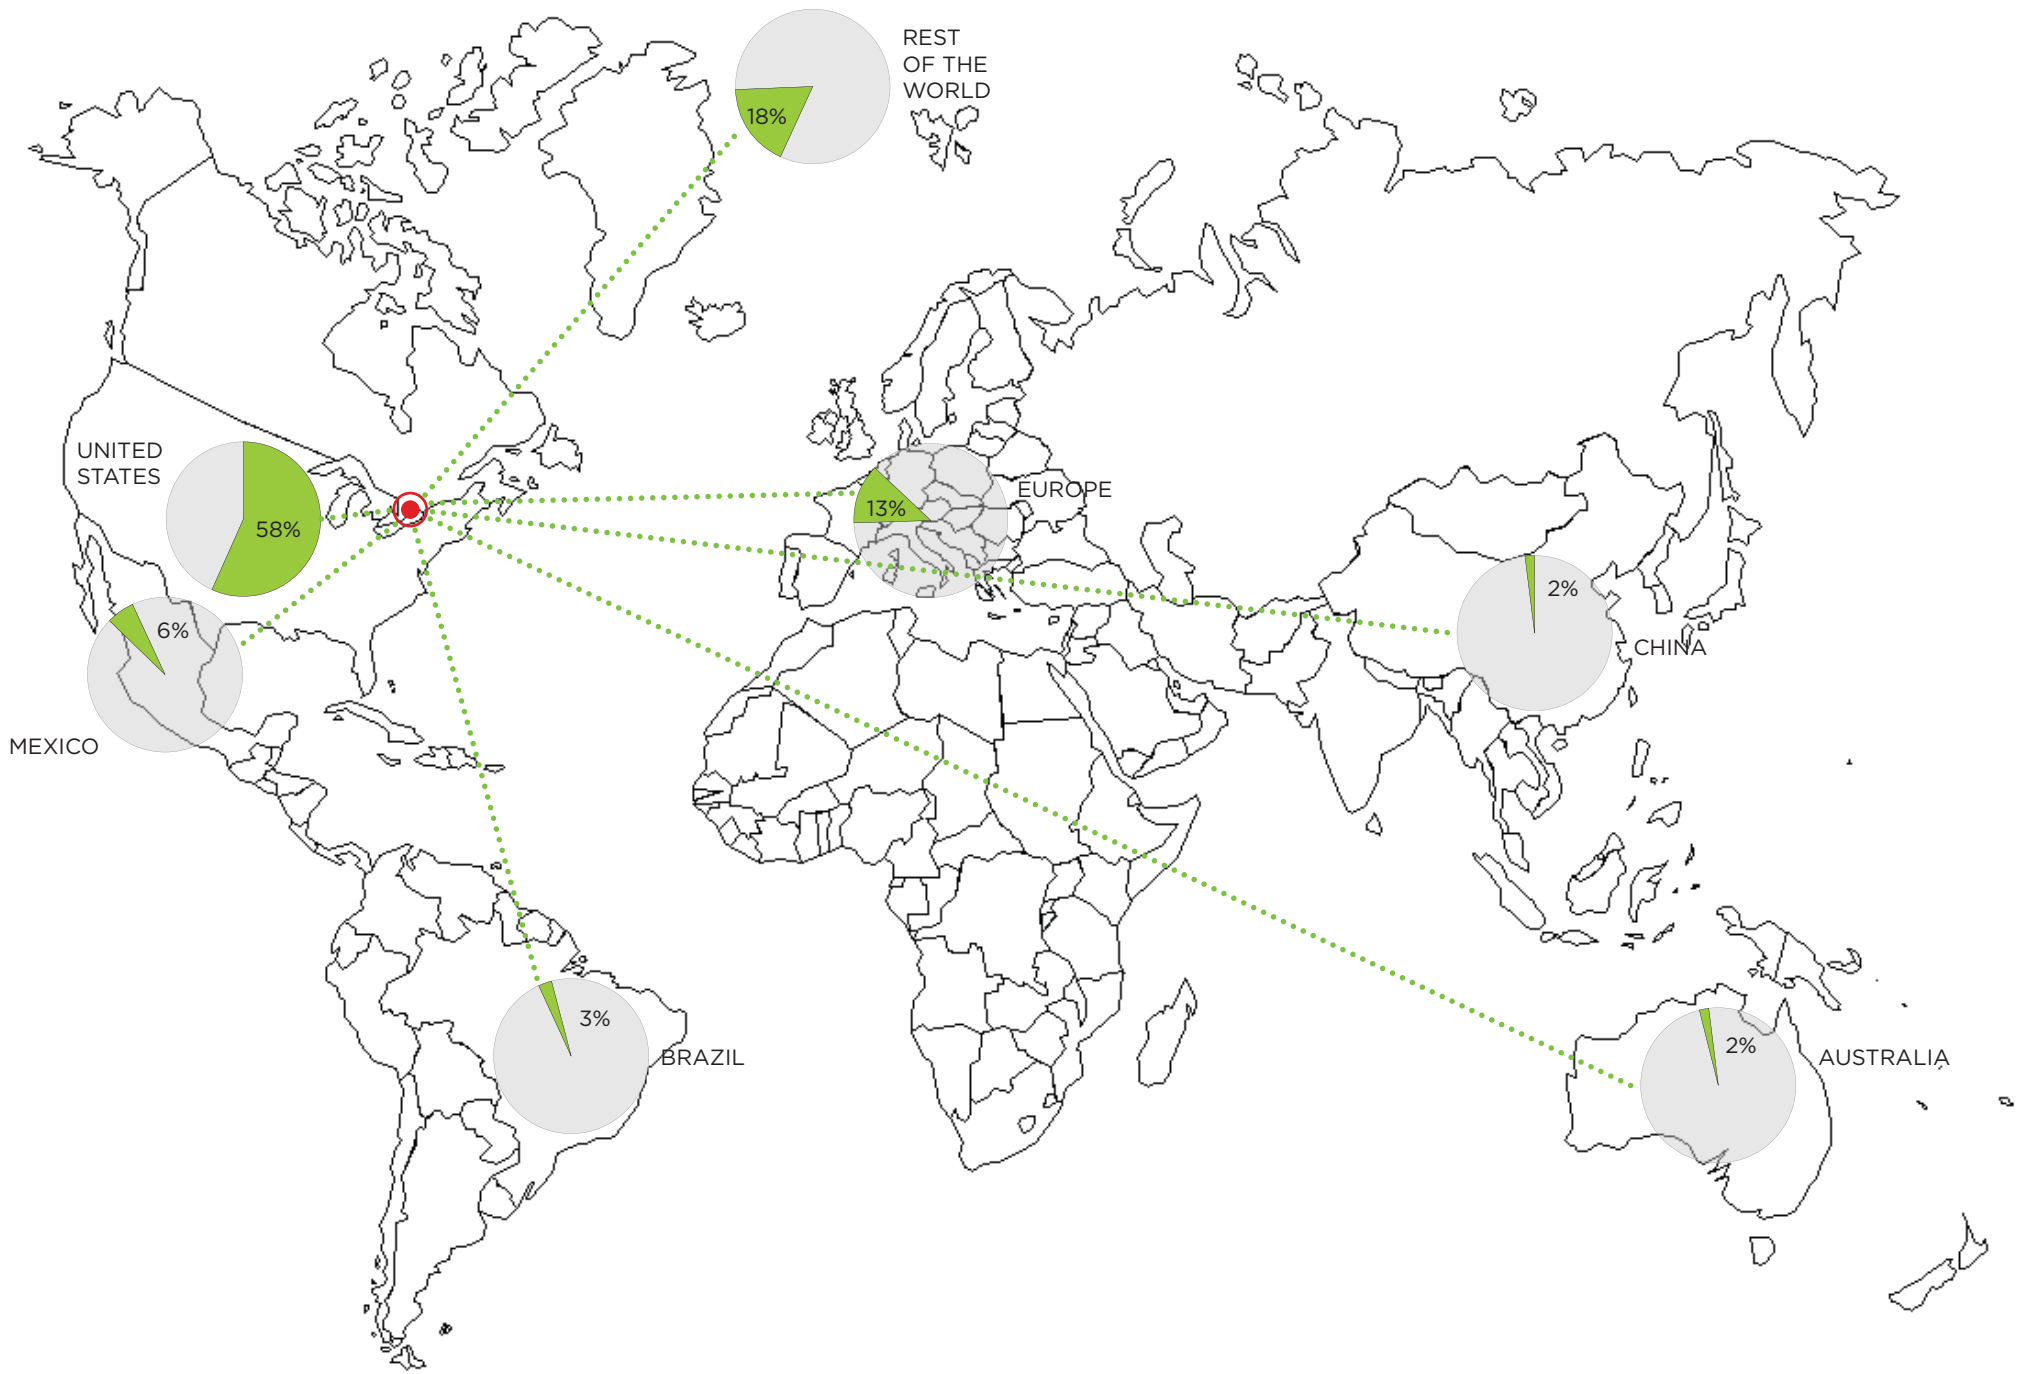 REST
OF THE
WORLD
18%
UNITED
STATES
58%
EUROPE
13%
2%
CHINA
6%
MEXICO
3%
BRAZIL
2%
AUSTRALIA